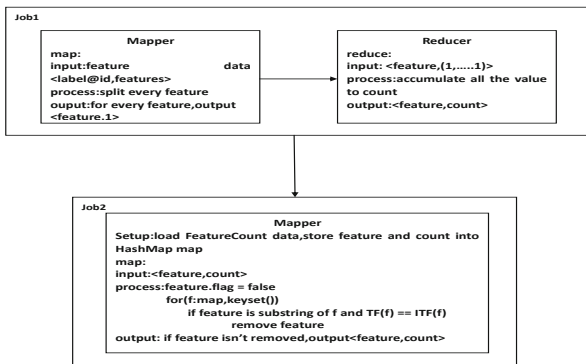 Job1
Mapper
map:
input:feature data
<label@id,features>
process:split every feature
ouput:for every feature,output
<feature.1>
Reducer
reduce:
input: <feature,(1,.....1)>
process:accumulate all the value
to count
output:<feature,count>
Job2
Mapper
Setup:load FeatureCount data,store feature and count into
HashMap map
map:
input:<feature,count>
process:feature.flag = false
for(f:map,keyset())
if feature is substring of f and TF(f) == ITF(f)
remove feature
output: if feature isn't removed,output<feature,count>